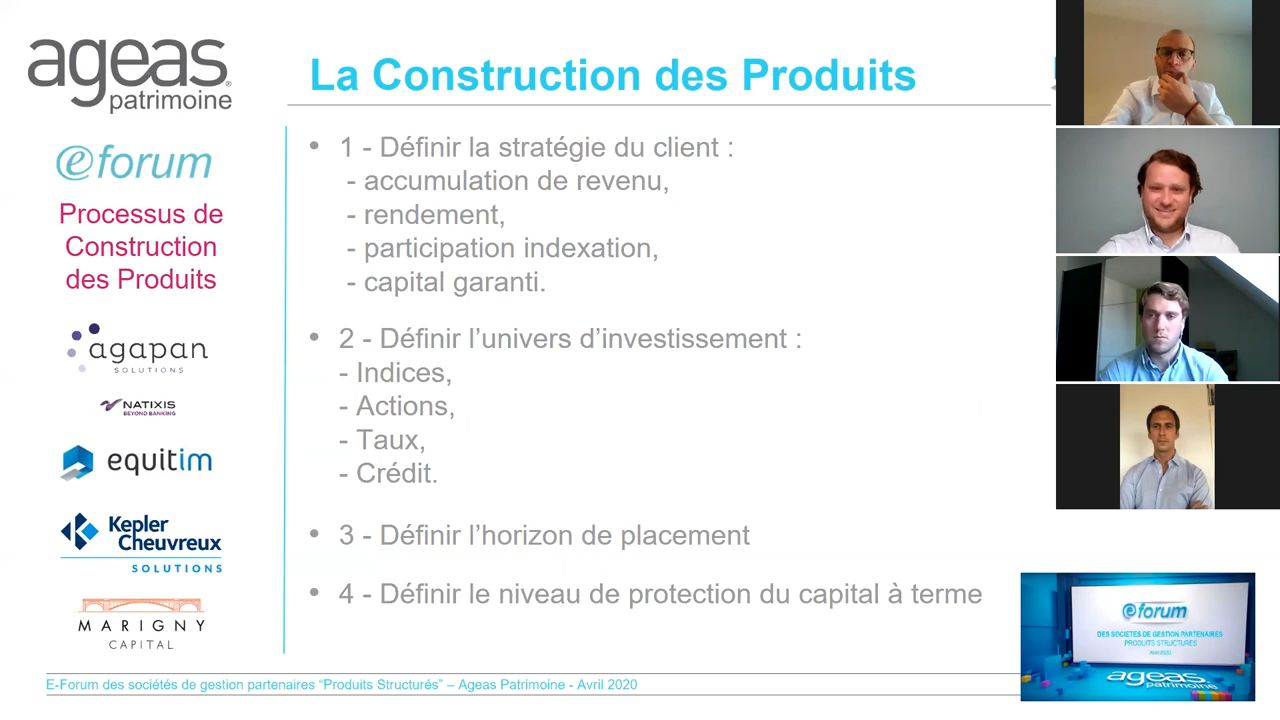 ageas®
patrimoine
eforum
Processus de
Construction
des Produits
agapan
SOLUTIONS
NATIXIS
BEYOND BANKING
equitim
Kepler
Cheuvreux
SOLUTIONS
MARIGNY
CAPITAL
La Construction des Produits
• 1 - Définir la stratégie du client :
- accumulation de revenu,
- rendement,
- participation indexation,
- capital garanti.
• 2 - Définir l’univers d’investissement :
- Indices,
- Actions,
- Taux,
- Crédit.
• 3 - Définir l’horizon de placement
• 4 - Définir le niveau de protection du capital à terme
E-Forum des sociétés de gestion partenaires “Produits Structurés” – Ageas Patrimoine - Avril 2020
eforum
DES SOCIETES DE GESTION PARTENAIRES
PRODUITS STRUCTURES
Avril 2020
ageas
patrimoine